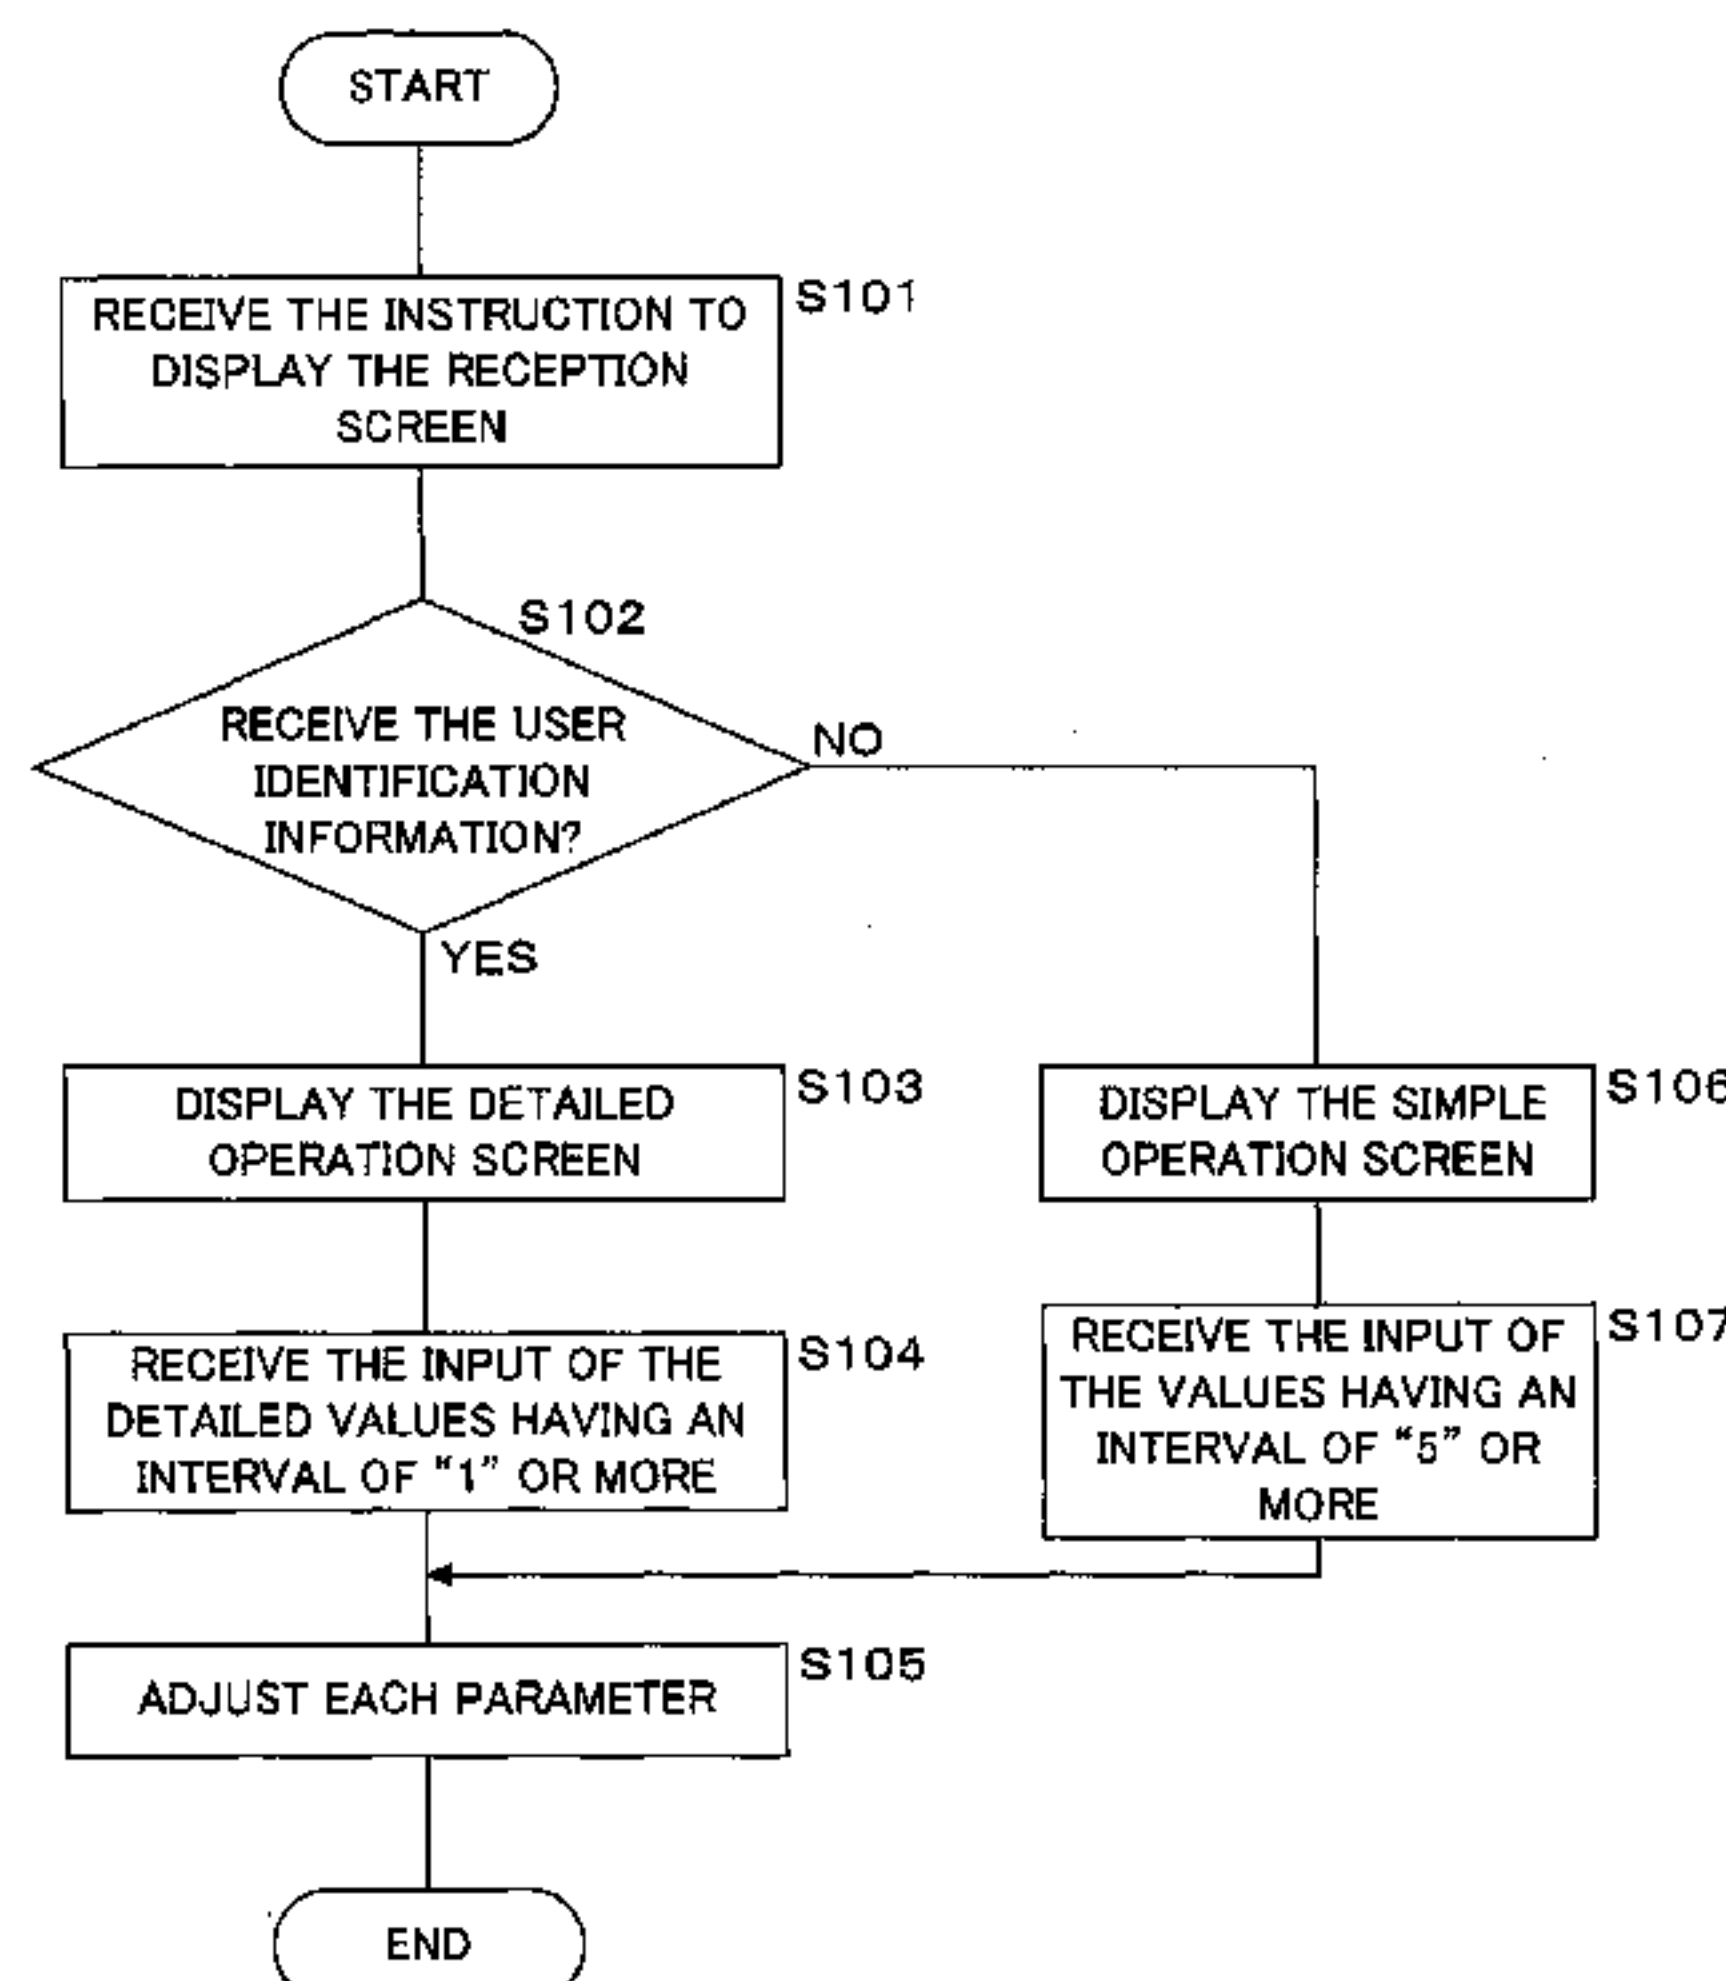 START
RECEIVE THE INSTRUCTION TO
DISPLAY THE RECEPTION
SCREEN
S101
S102
RECEIVE THE USER
IDENTIFICATION
INFORMATION?
NO
YES
DISPLAY THE DETAILED
OPERATION SCREEN
S103
DISPLAY THE SIMPLE
OPERATION SCREEN
S106
RECEIVE THE INPUT OF THE
DETAILED VALUES HAVING AN
INTERVAL OF “1” OR MORE
S104
RECEIVE THE INPUT OF
THE VALUES HAVING AN
INTERVAL OF “5” OR
MORE
S107
ADJUST EACH PARAMETER
S105
END